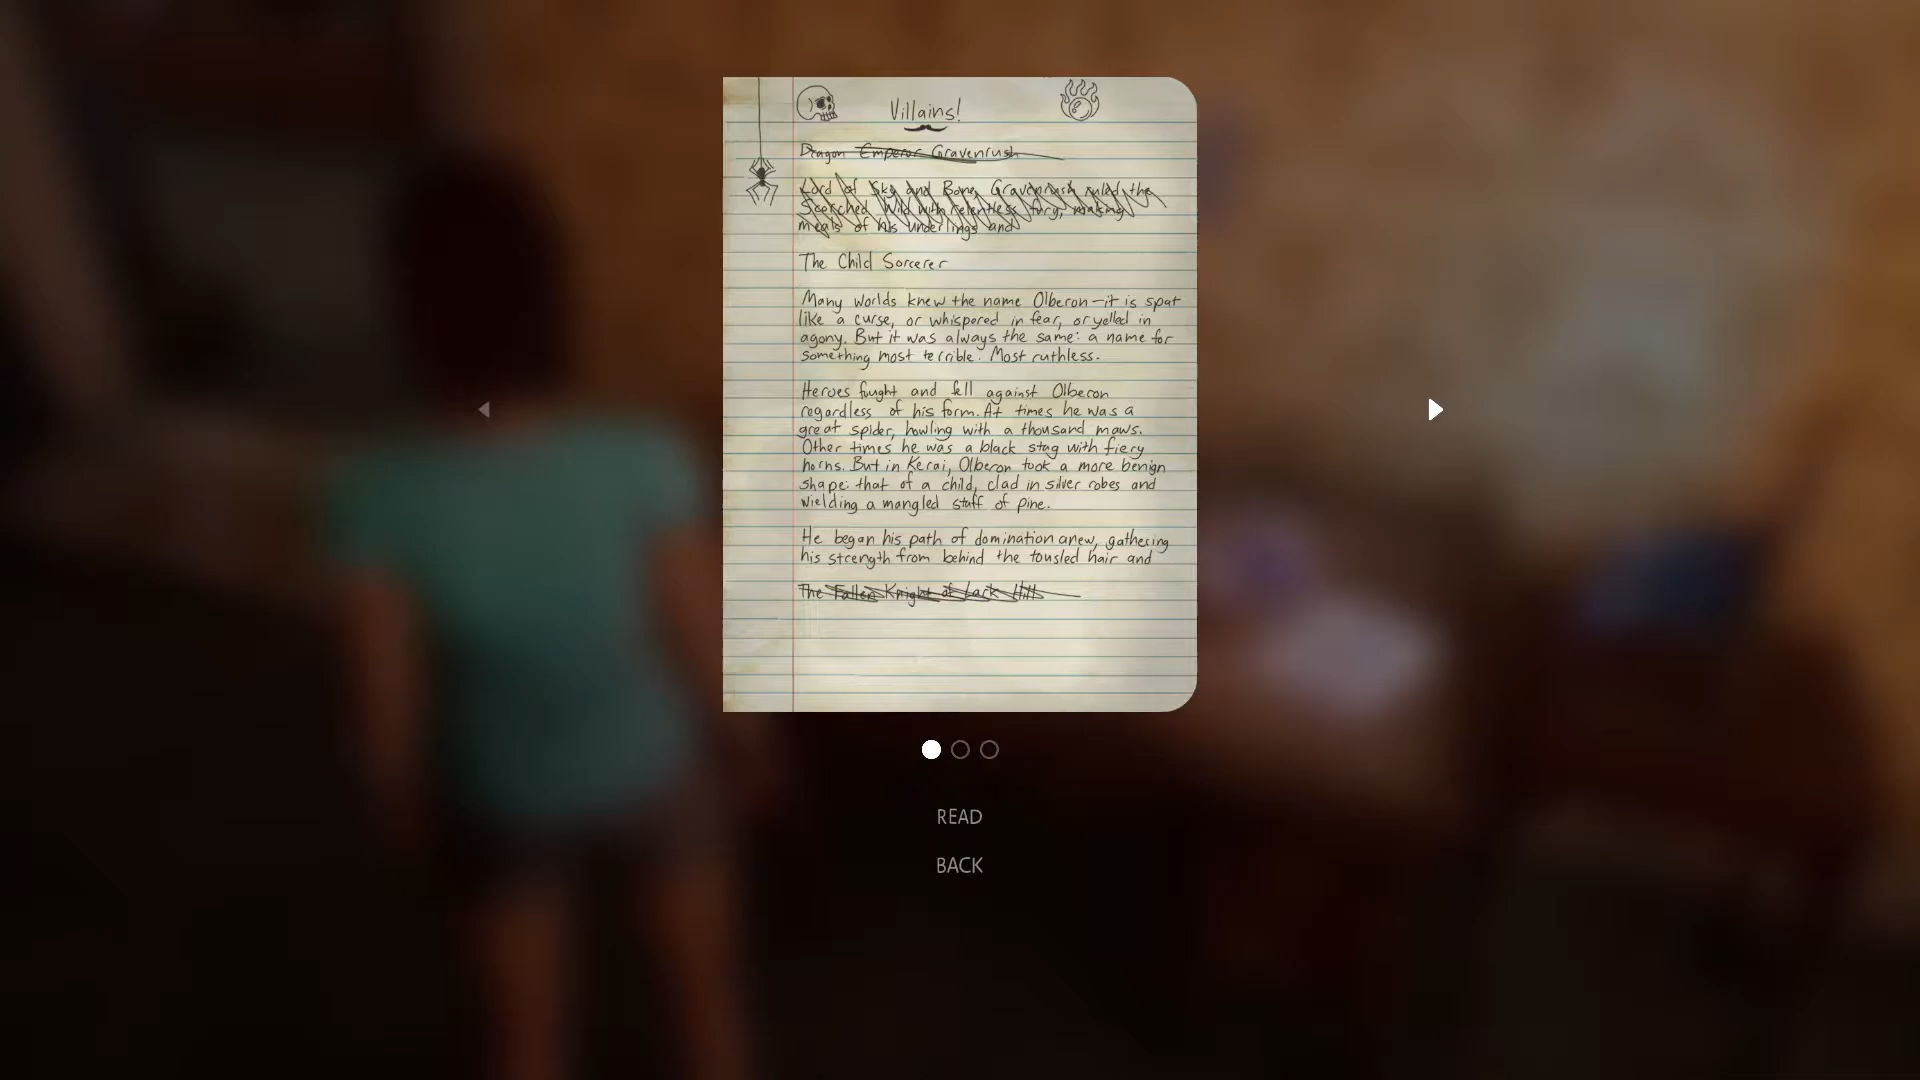 Villains!
Dragon Emperor Gravenrush
Lord of Sky and Bone, Gravenrush ruled the
Scorched Wild with relentless fury, making
meals of his underlings and
The Child Sorcerer
Many worlds knew the name Olberon—it is spat
like a curse, or whispered in fear, or yelled in
agony. But it was always the same: a name for
something most terrible. Most ruthless.
Heroes fought and fell against Olberon
regardless of his form. At times he was a
great spider, howling with a thousand maws.
Other times he was a black stag with fiery
horns. But in Kerai, Olberon took a more benign
shape: that of a child, clad in silver robes and
wielding a mangled staff of pine.
He began his path of domination anew, gathering
his strength from behind the tousled hair and
The Fallen Knight of Hill
READ
BACK